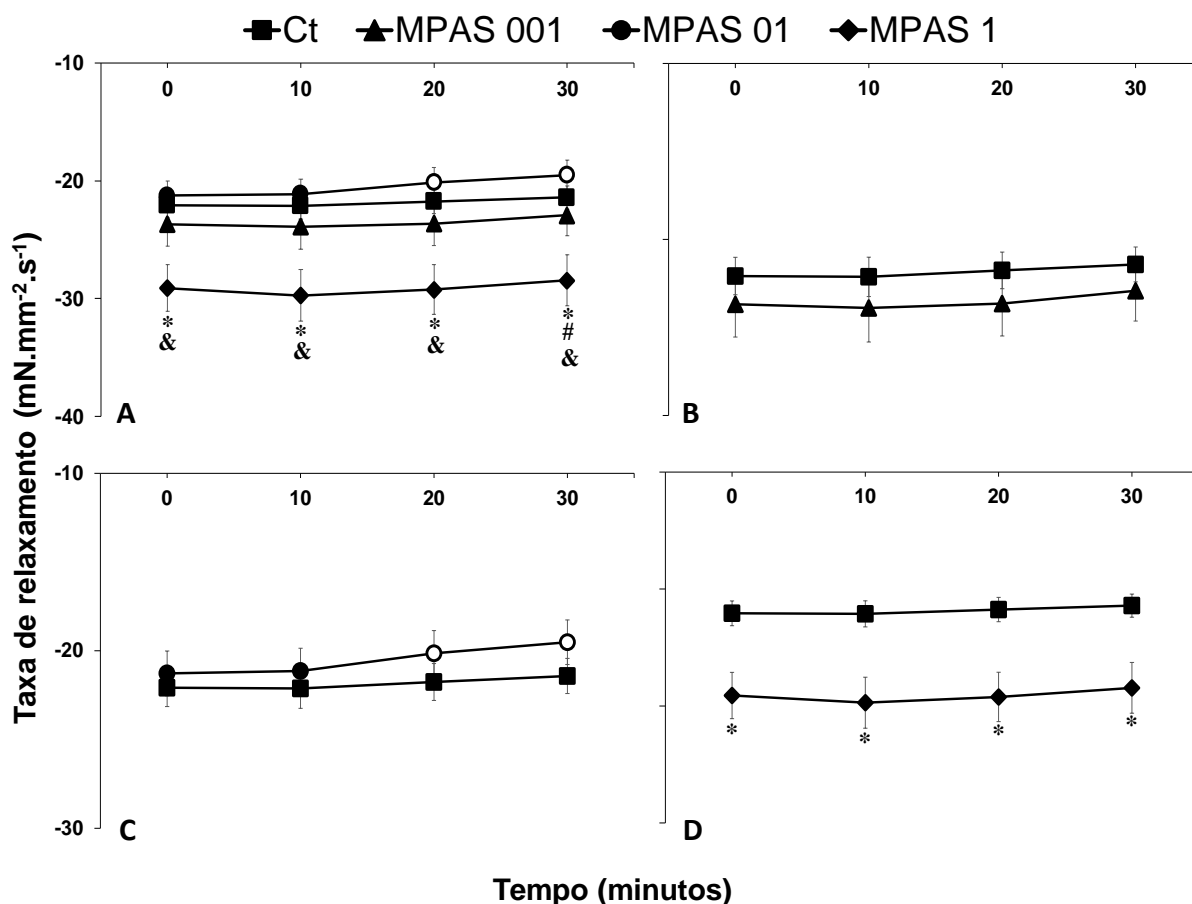 Ct MPAS 001 MPAS 01 MPAS 1
Taxa de relaxamento (mN.mm-2.s-1)
-10
0 10 20 30
-20
-30
* * * *
& & & #
&
-40
A
0 10 20 30
B
-10
0 10 20 30
-20
-30
C
0 10 20 30
* * * *
D
Tempo (minutos)